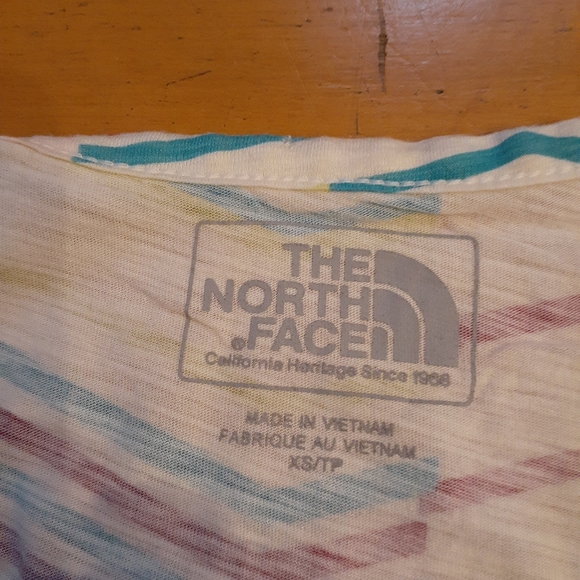 THE
NORTH
FACE
®
California Heritage Since 1966
MADE IN VIETNAM
FABRIQUE AU VIETNAM
XS/TP